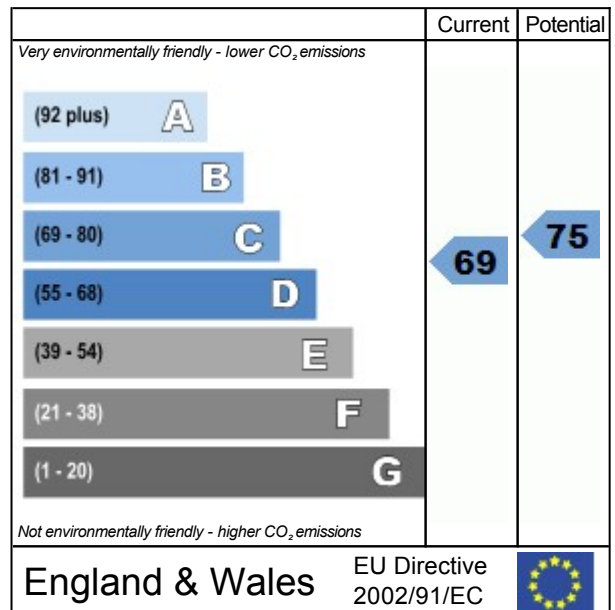 Current Potential
Very environmentally friendly - lower CO₂ emissions
(92 plus) A
(81 - 91) B
(69 - 80) C
(55 - 68) D
(39 - 54) E
(21 - 38) F
(1 - 20) G
69
75
Not environmentally friendly - higher CO₂ emissions
England & Wales
EU Directive
2002/91/EC